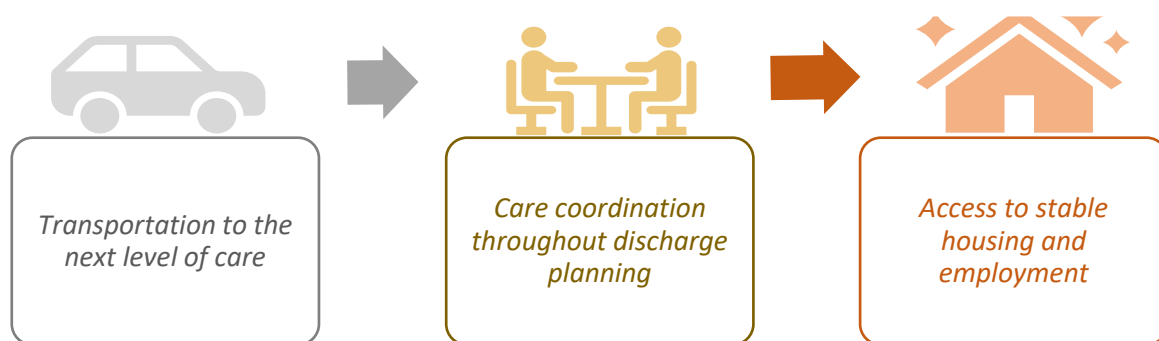 Transportation to the
next level of care
Care coordination
throughout discharge
planning
Access to stable
housing and
employment